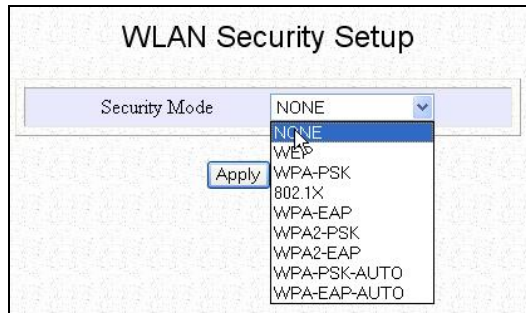 WLAN Security Setup
Security Mode NONE
NONE
WEP
WPA-PSK
Apply
802.1X
WPA-EAP
WPA2-PSK
WPA2-EAP
WPA-PSK-AUTO
WPA-EAP-AUTO